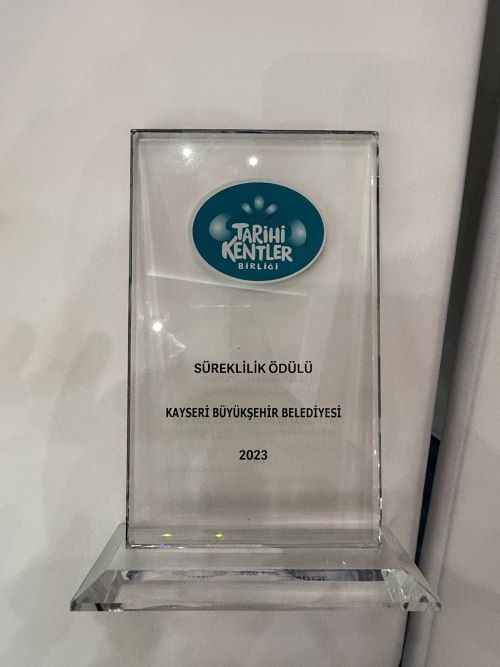 TARİHİ
KENTLER
BİRLİĞİ
SÜREKLİLİK ÖDÜLÜ
KAYSERİ BÜYÜKŞEHİR BELEDİYESİ
2023